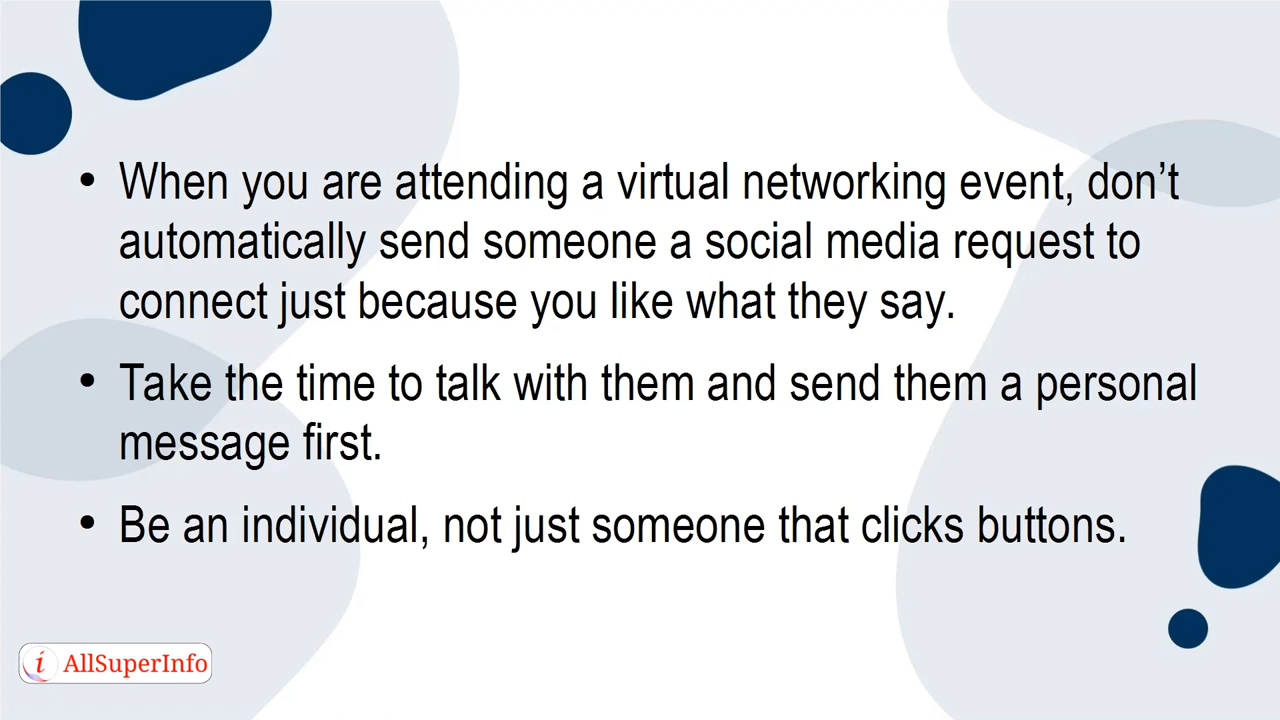 • When you are attending a virtual networking event, don’t
automatically send someone a social media request to
connect just because you like what they say.
• Take the time to talk with them and send them a personal
message first.
• Be an individual, not just someone that clicks buttons.
i AllSuperInfo